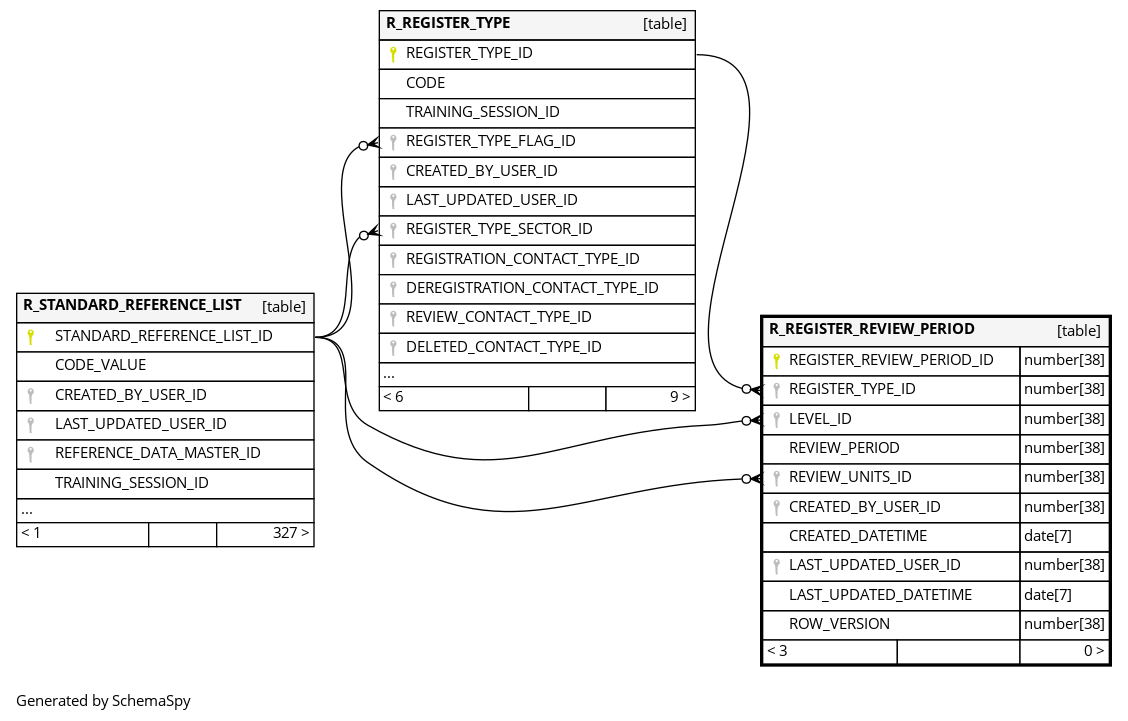 R_REGISTER_TYPE [table]
REGISTER_TYPE_ID
CODE
TRAINING_SESSION_ID
REGISTER_TYPE_FLAG_ID
CREATED_BY_USER_ID
LAST_UPDATED_USER_ID
REGISTER_TYPE_SECTOR_ID
REGISTRATION_CONTACT_TYPE_ID
DEREGISTRATION_CONTACT_TYPE_ID
REVIEW_CONTACT_TYPE_ID
DELETED_CONTACT_TYPE_ID
...
< 6 9 >
R_STANDARD_REFERENCE_LIST [table]
STANDARD_REFERENCE_LIST_ID
CODE_VALUE
CREATED_BY_USER_ID
LAST_UPDATED_USER_ID
REFERENCE_DATA_MASTER_ID
TRAINING_SESSION_ID
...
< 1 327 >
R_REGISTER_REVIEW_PERIOD [table]
REGISTER_REVIEW_PERIOD_ID number[38]
REGISTER_TYPE_ID number[38]
LEVEL_ID number[38]
REVIEW_PERIOD number[38]
REVIEW_UNITS_ID number[38]
CREATED_BY_USER_ID number[38]
CREATED_DATETIME date[7]
LAST_UPDATED_USER_ID number[38]
LAST_UPDATED_DATETIME date[7]
ROW_VERSION number[38]
< 3 0 >
Generated by SchemaSpy